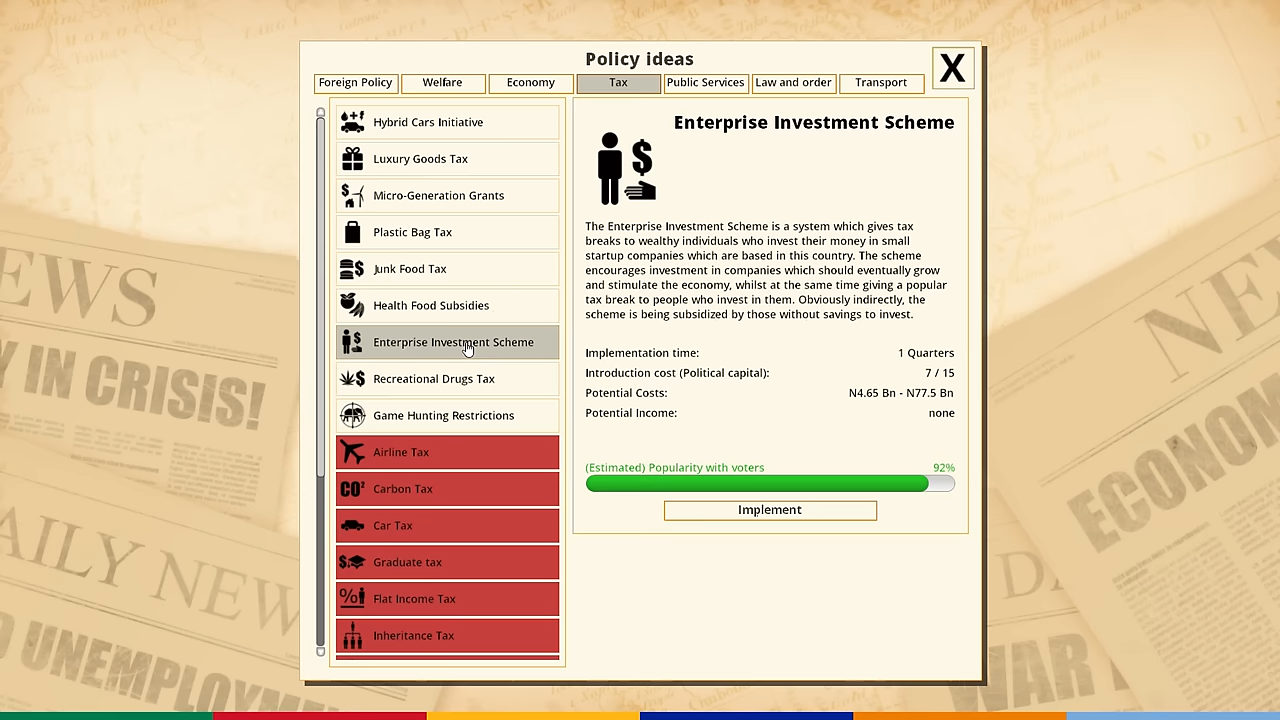 Policy ideas
X
Foreign Policy
Welfare
Economy
Tax
Public Services
Law and order
Transport
Hybrid Cars Initiative
Luxury Goods Tax
Micro-Generation Grants
Plastic Bag Tax
Junk Food Tax
Health Food Subsidies
Enterprise Investment Scheme
Recreational Drugs Tax
Game Hunting Restrictions
Airline Tax
CO² Carbon Tax
Car Tax
Graduate tax
Flat Income Tax
Inheritance Tax
Enterprise Investment Scheme
The Enterprise Investment Scheme is a system which gives tax
breaks to wealthy individuals who invest their money in small
startup companies which are based in this country. The scheme
encourages investment in companies which should eventually grow
and stimulate the economy, whilst at the same time giving a popular
tax break to people who invest in them. Obviously indirectly, the
scheme is being subsidized by those without savings to invest.
Implementation time: 1 Quarters
Introduction cost (Political capital): 7 / 15
Potential Costs: N4.65 Bn - N77.5 Bn
Potential Income: none
(Estimated) Popularity with voters 92%
Implement
EWS
Y IN CRISIS!
AILY NEW
UNEMPLOYM
NE
ECONOM
DA
WAR